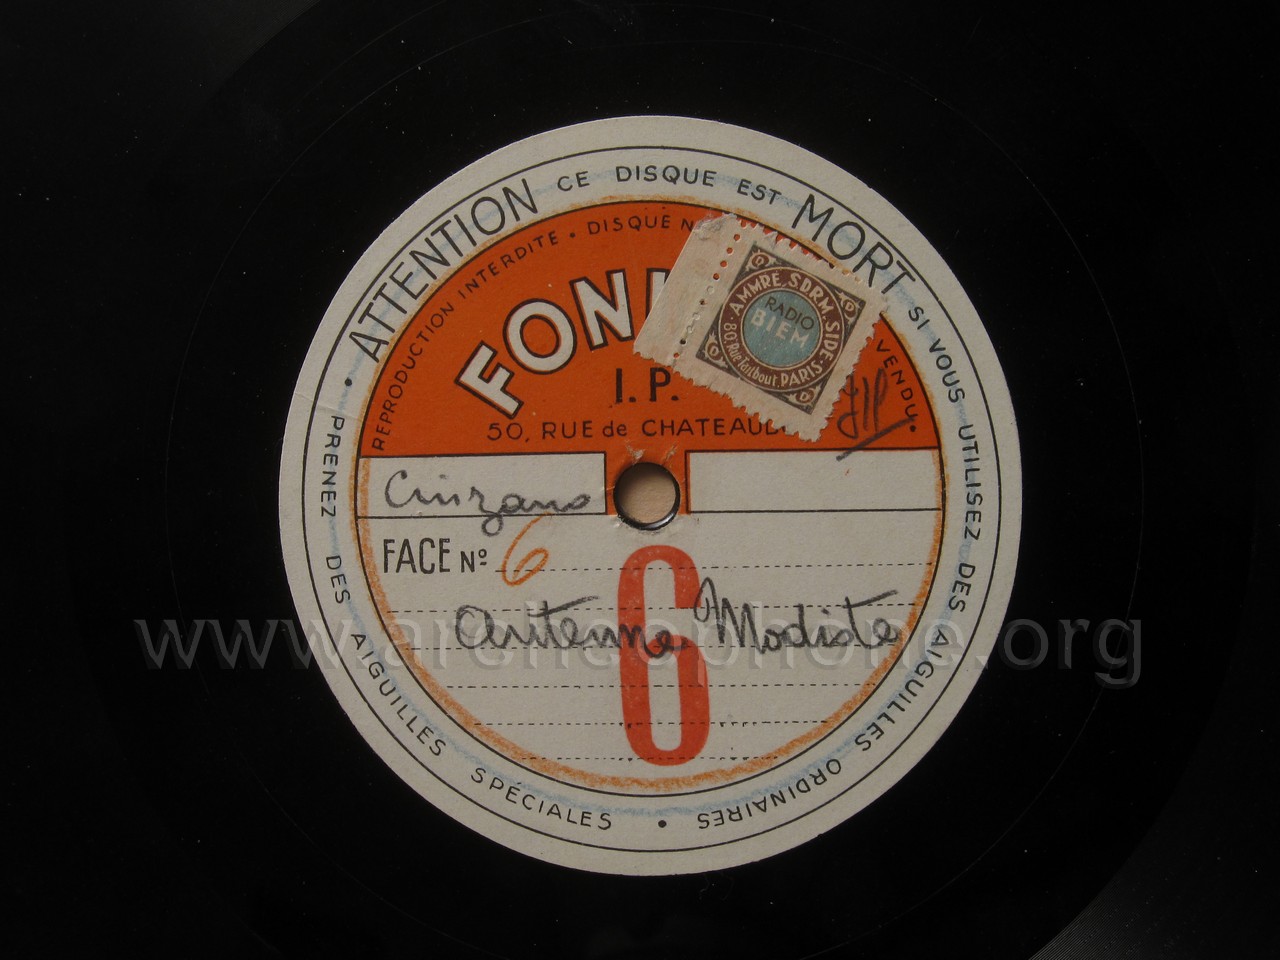 ATTENTION CE DISQUE EST MORT SI VOUS UTILISEZ DES AIGUILLES ORDINAIRES •
PRENEZ DES AIGUILLES SPÉCIALES •
REPRODUCTION INTERDITE • DISQUE N
VENDU.
FONI
I.P.
50, RUE de CHATEAUD
AMMRE, SDRM, SIDE
RADIO
BIEM
80, Rue Taitbout. PARIS
Cinzano
FACE Nº 6
6
Antenne Modiste
www.archeophone.org